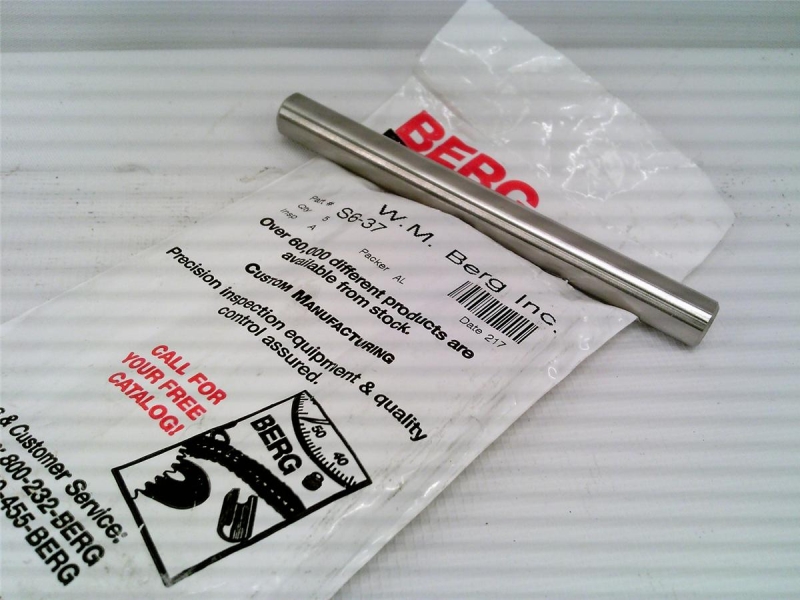 BERG
W.M. Berg Inc.
Part # S6-37
Qty 5
Insp A
Packer AL
Date 217
Over 60,000 different products are
available from stock.
CUSTOM MANUFACTURING
Precision inspection equipment & quality
control assured.
CALL FOR
YOUR FREE
CATALOG!
BERG
50
40
& Customer Service:
800-232-BERG
-455-BERG